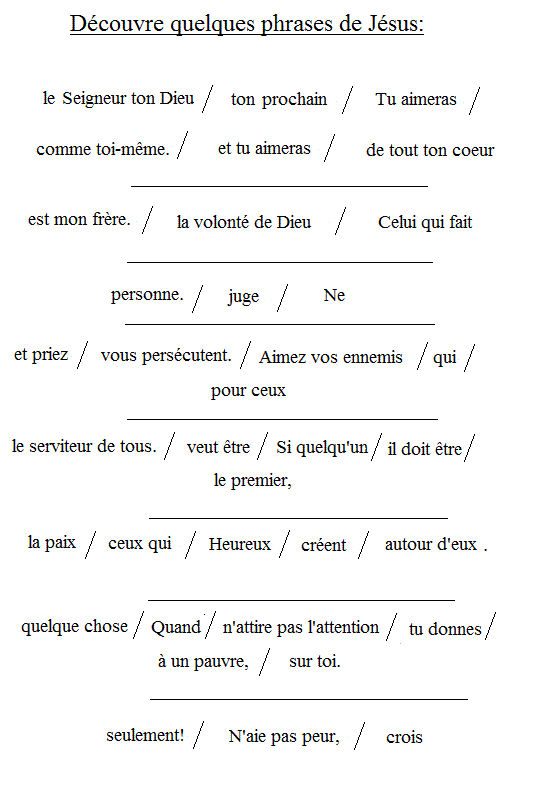 Découvre quelques phrases de Jésus:
le Seigneur ton Dieu / ton prochain / Tu aimeras /
comme toi-même. / et tu aimeras / de tout ton coeur
est mon frère. / la volonté de Dieu / Celui qui fait
personne. / juge / Ne
et priez / vous persécutent. / Aimez vos ennemis / qui /
pour ceux
le serviteur de tous. / veut être / Si quelqu'un / il doit être /
le premier,
la paix / ceux qui / Heureux / créent / autour d'eux .
quelque chose / Quand / n'attire pas l'attention / tu donnes /
à un pauvre, / sur toi.
seulement! / N'aie pas peur, / crois